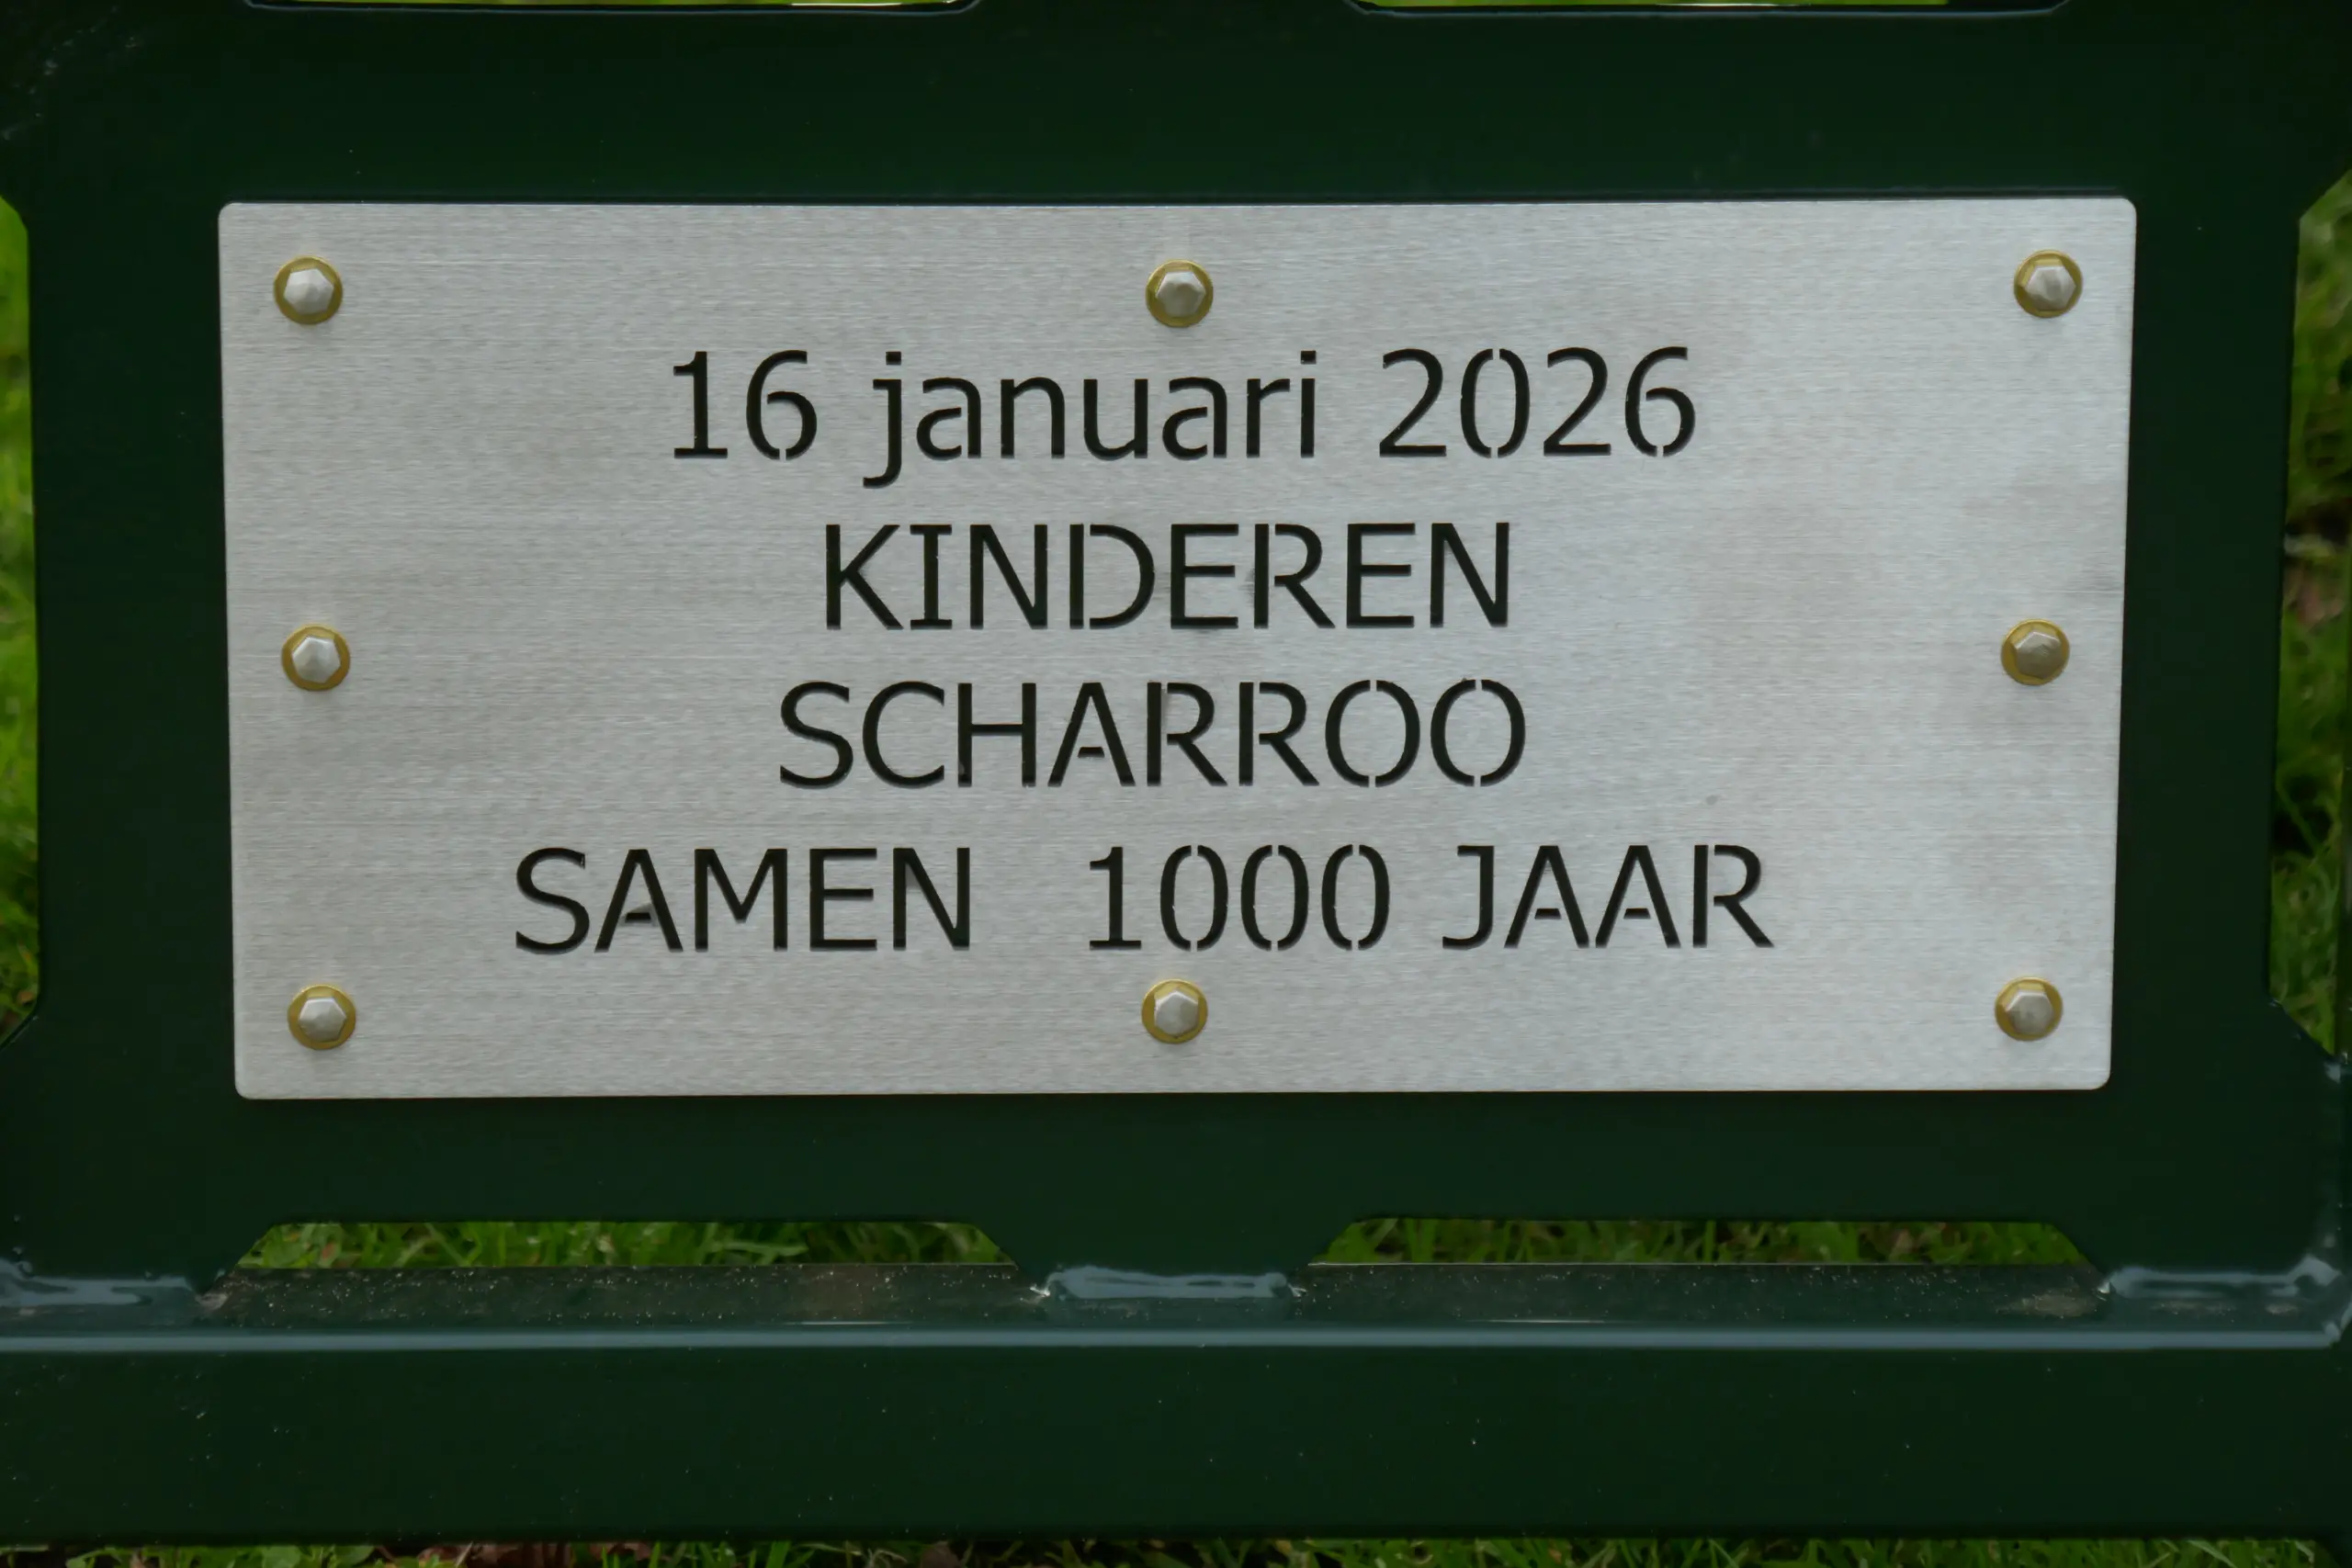 16 januari 2026
KINDEREN
SCHARROO
SAMEN 1000 JAAR